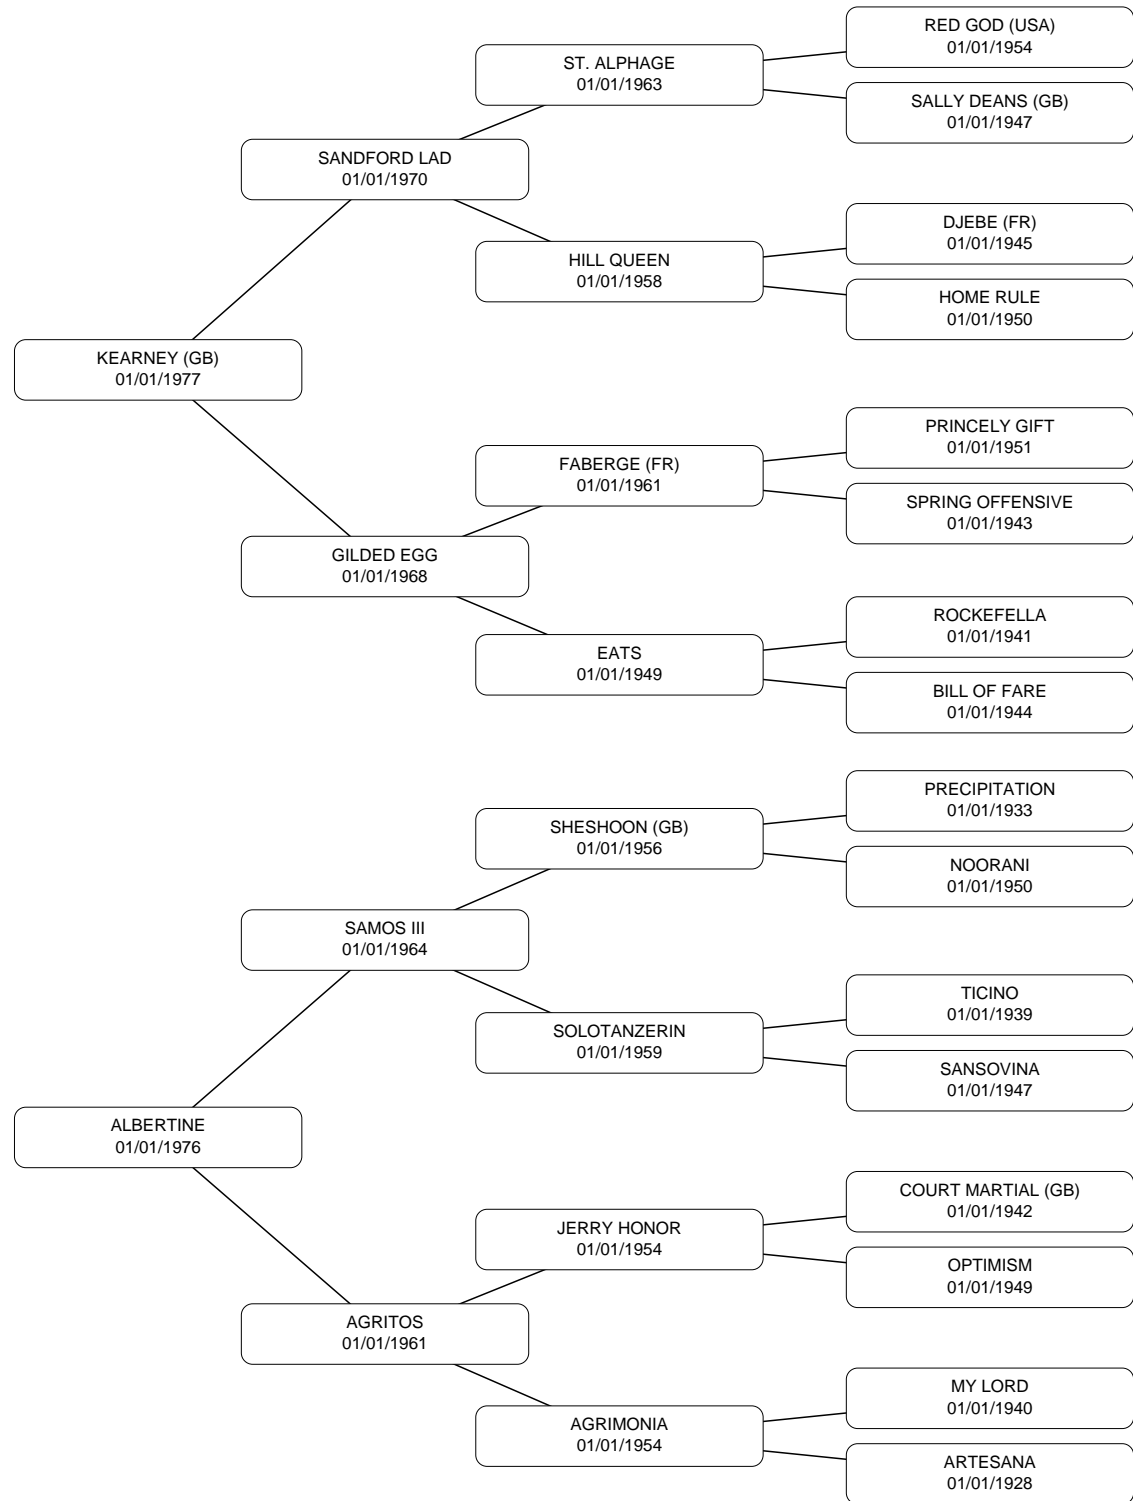 RED GOD (USA)
01/01/1954
ST. ALPHAGE
01/01/1963
SALLY DEANS (GB)
01/01/1947
SANDFORD LAD
01/01/1970
DJEBE (FR)
01/01/1945
HILL QUEEN
01/01/1958
HOME RULE
01/01/1950
KEARNEY (GB)
01/01/1977
PRINCELY GIFT
01/01/1951
FABERGE (FR)
01/01/1961
SPRING OFFENSIVE
01/01/1943
GILDED EGG
01/01/1968
ROCKEFELLA
01/01/1941
EATS
01/01/1949
BILL OF FARE
01/01/1944
PRECIPITATION
01/01/1933
SHESHOON (GB)
01/01/1956
NOORANI
01/01/1950
SAMOS III
01/01/1964
TICINO
01/01/1939
SOLOTANZERIN
01/01/1959
SANSOVINA
01/01/1947
ALBERTINE
01/01/1976
COURT MARTIAL (GB)
01/01/1942
JERRY HONOR
01/01/1954
OPTIMISM
01/01/1949
AGRITOS
01/01/1961
MY LORD
01/01/1940
AGRIMONIA
01/01/1954
ARTESANA
01/01/1928